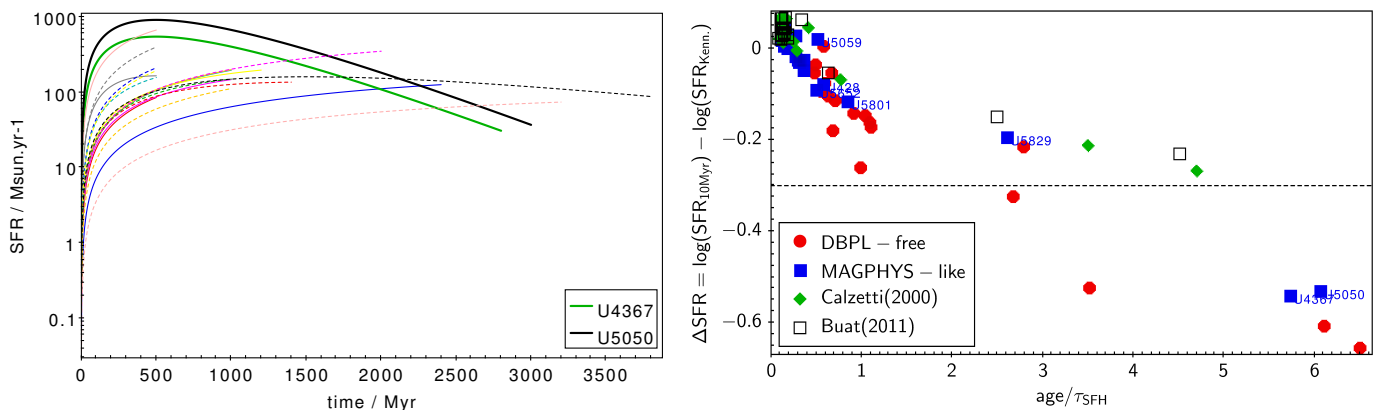 1000
100
10
1
0.1
SFR / Msun.yr-1
0 500 1000 1500 2000 2500 3000 3500
time / Myr
U4367
U5050
0
−0.2
−0.4
−0.6
ΔSFR = log(SFR10Myr) − log(SFRKenn.)
U5059
U5801
U5829
U4367
U5050
DBPL − free
MAGPHYS − like
Calzetti(2000)
Buat(2011)
0 1 2 3 4 5 6
age/τSFH